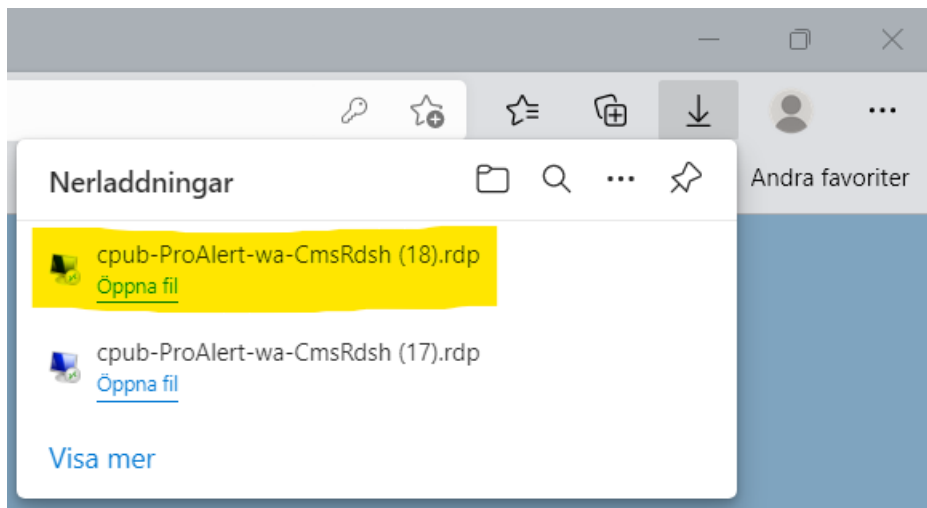 Nerladdningar
Andra favoriter
cpub-ProAlert-wa-CmsRdsh (18).rdp
Öppna fil
cpub-ProAlert-wa-CmsRdsh (17).rdp
Öppna fil
Visa mer